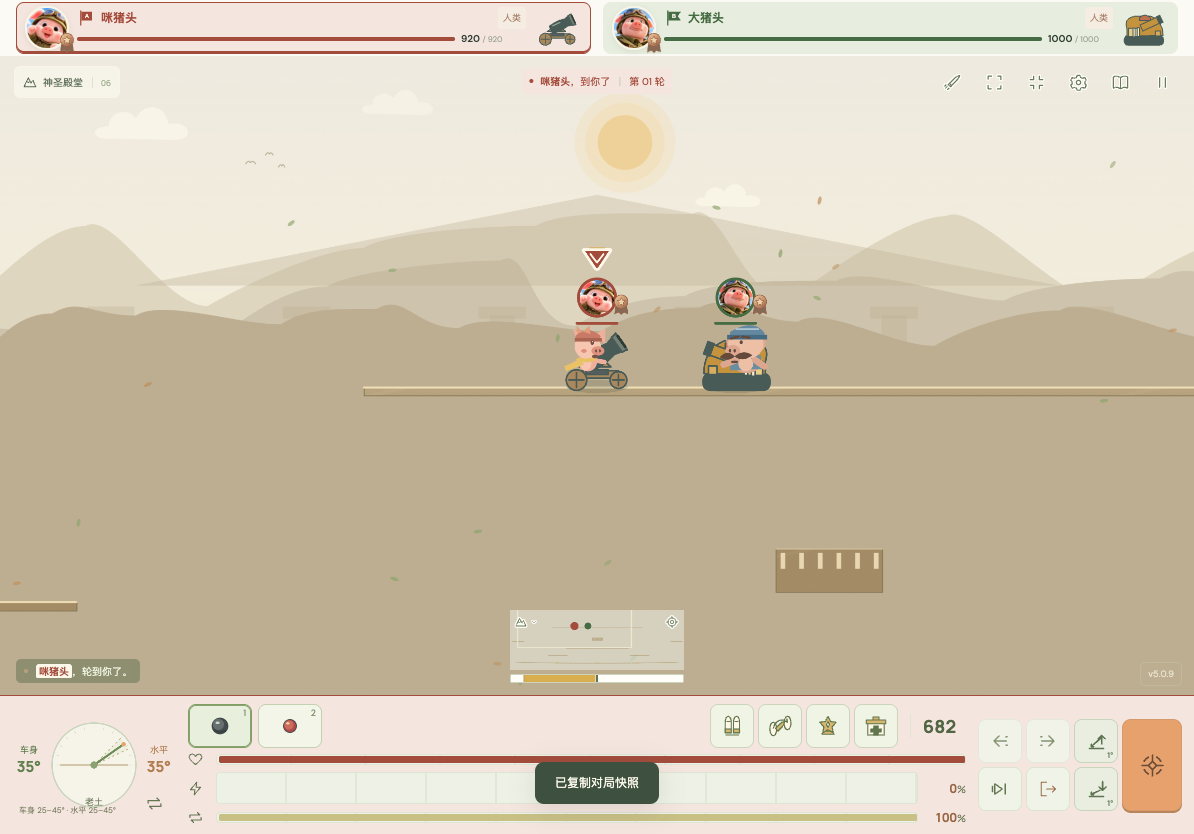 A 咪猪头
人类
920 / 920
B 大猪头
人类
1000 / 1000
神圣殿堂 06
咪猪头，到你了 第 01 轮
咪猪头，轮到你了。
v5.0.9
1
2
682
车身
35°
水平
35°
老土
车身 25–45° · 水平 25–45°
0%
100%
1°
1°
已复制对局快照